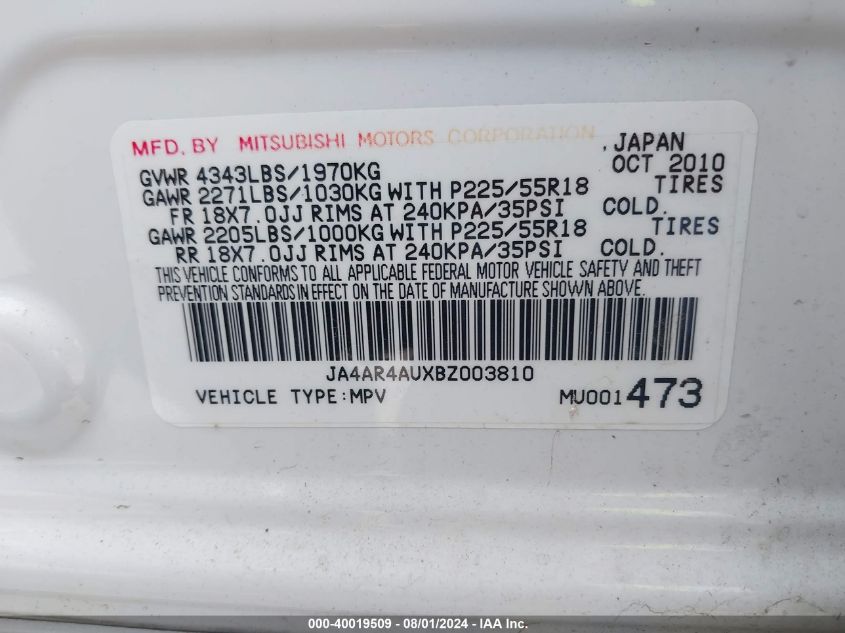 MFD. BY MITSUBISHI MOTORS CORPORATION , JAPAN
GVWR 4343LBS/1970KG OCT 2010
GAWR 2271LBS/1030KG WITH P225/55R18 TIRES
FR 18X7.0JJ RIMS AT 240KPA/35PSI COLD.
GAWR 2205LBS/1000KG WITH P225/55R18 TIRES
RR 18X7.0JJ RIMS AT 240KPA/35PSI COLD.
THIS VEHICLE CONFORMS TO ALL APPLICABLE FEDERAL MOTOR VEHICLE SAFETY AND THEFT
PREVENTION STANDARDS IN EFFECT ON THE DATE OF MANUFACTURE SHOWN ABOVE.
JA4AR4AUXBZ003810
VEHICLE TYPE:MPV MU001473
000-40019509 - 08/01/2024 - IAA Inc.